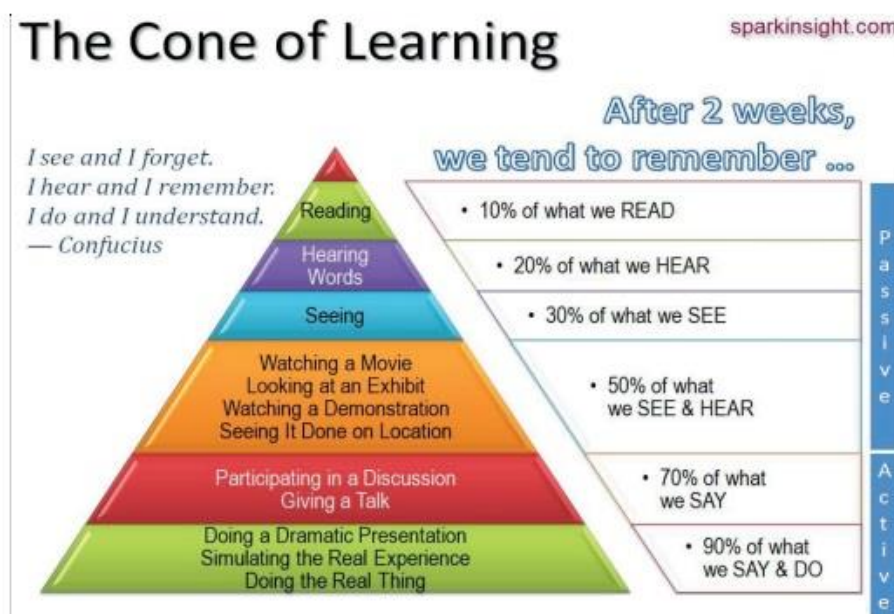 The Cone of Learning
sparkinsight.com
After 2 weeks,
we tend to remember ...
I see and I forget.
I hear and I remember.
I do and I understand.
— Confucius
Reading
• 10% of what we READ
Hearing
Words
• 20% of what we HEAR
Seeing
• 30% of what we SEE
Watching a Movie
Looking at an Exhibit
Watching a Demonstration
Seeing It Done on Location
• 50% of what
we SEE & HEAR
Participating in a Discussion
Giving a Talk
• 70% of what
we SAY
Doing a Dramatic Presentation
Simulating the Real Experience
Doing the Real Thing
• 90% of what
we SAY & DO
Passive
Active